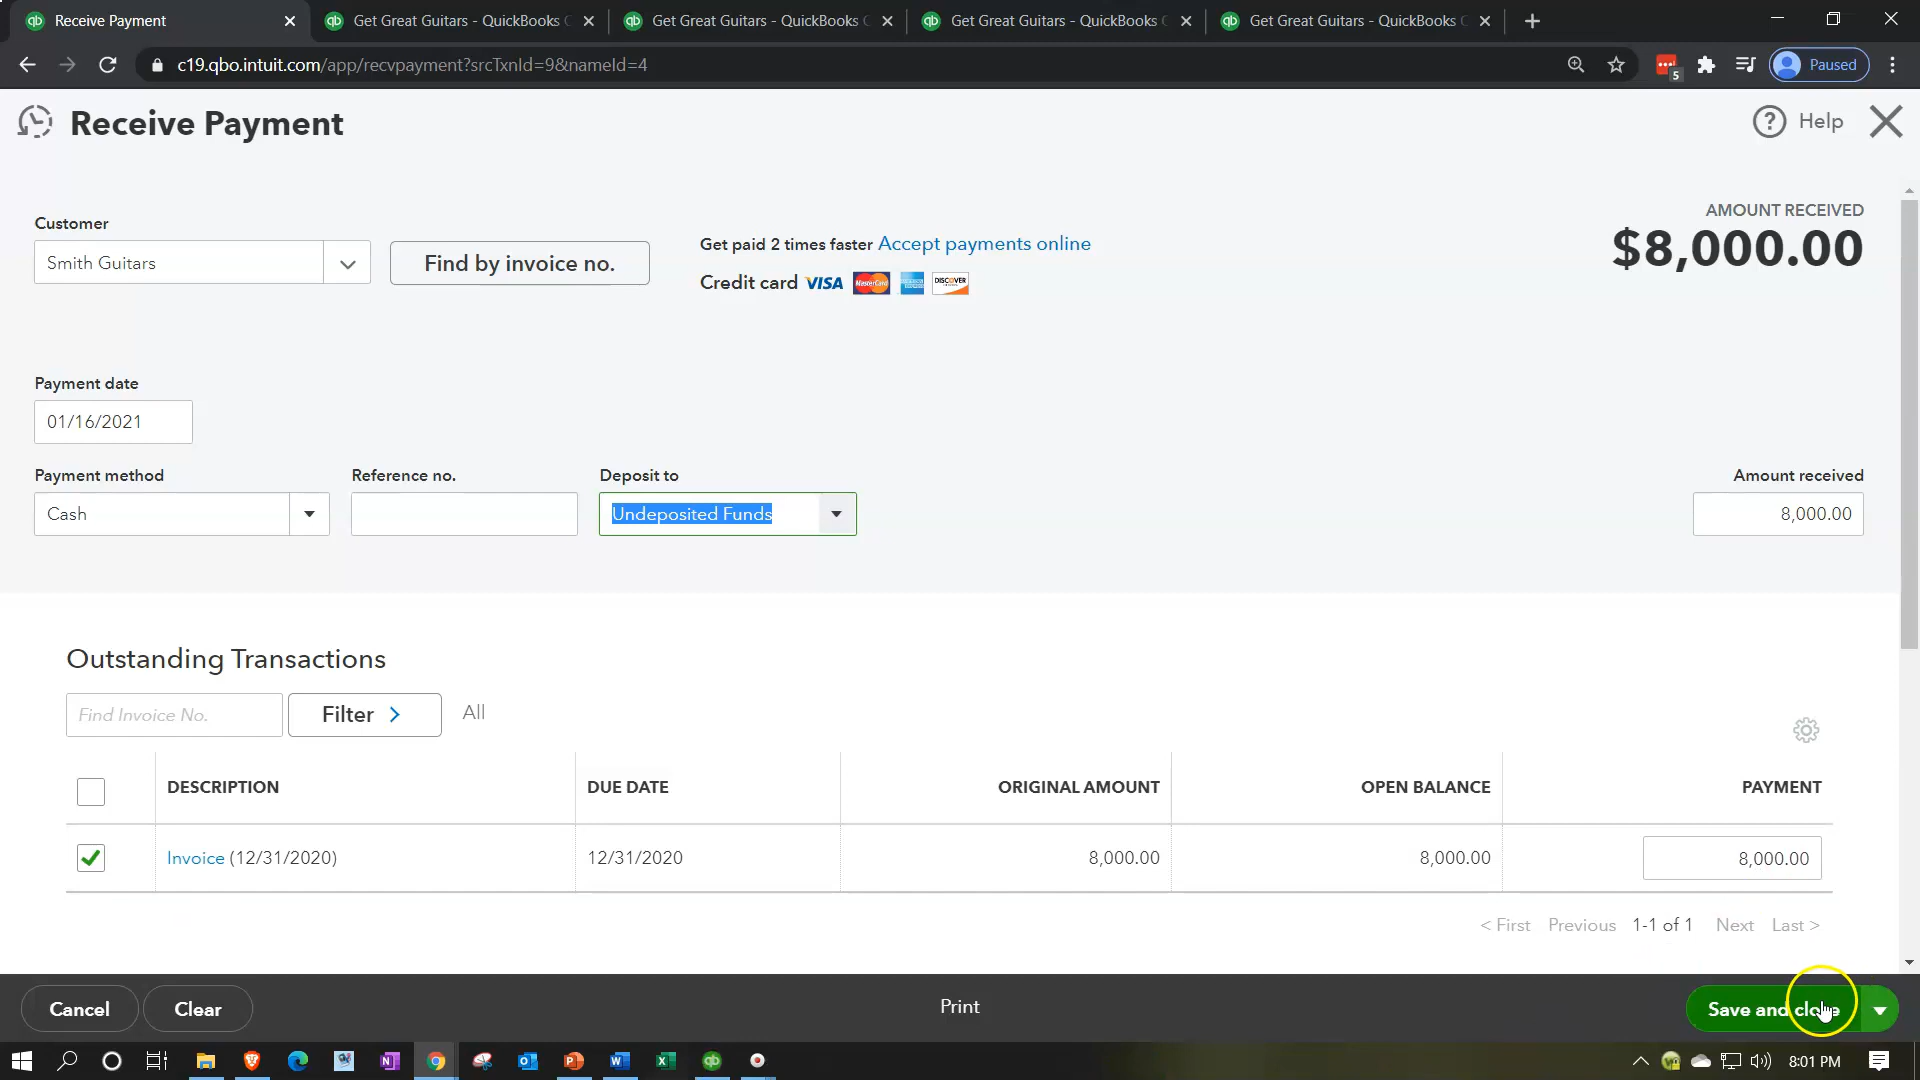 Receive Payment
Get Great Guitars - QuickBooks
Get Great Guitars - QuickBooks
Get Great Guitars - QuickBooks
Get Great Guitars - QuickBooks
c19.qbo.intuit.com/app/recvpayment?srcTxnId=9&nameId=4
5
Paused
Receive Payment
Help
Customer
Smith Guitars
Find by invoice no.
Get paid 2 times faster Accept payments online
Credit card VISA MasterCard DISCOVER
AMOUNT RECEIVED
$8,000.00
Payment date
01/16/2021
Payment method
Reference no.
Deposit to
Amount received
Cash
Undeposited Funds
8,000.00
Outstanding Transactions
Find Invoice No.
Filter >
All
DESCRIPTION
DUE DATE
ORIGINAL AMOUNT
OPEN BALANCE
PAYMENT
Invoice (12/31/2020)
12/31/2020
8,000.00
8,000.00
8,000.00
< First Previous 1-1 of 1 Next Last >
Cancel
Clear
Print
Save and close
8:01 PM